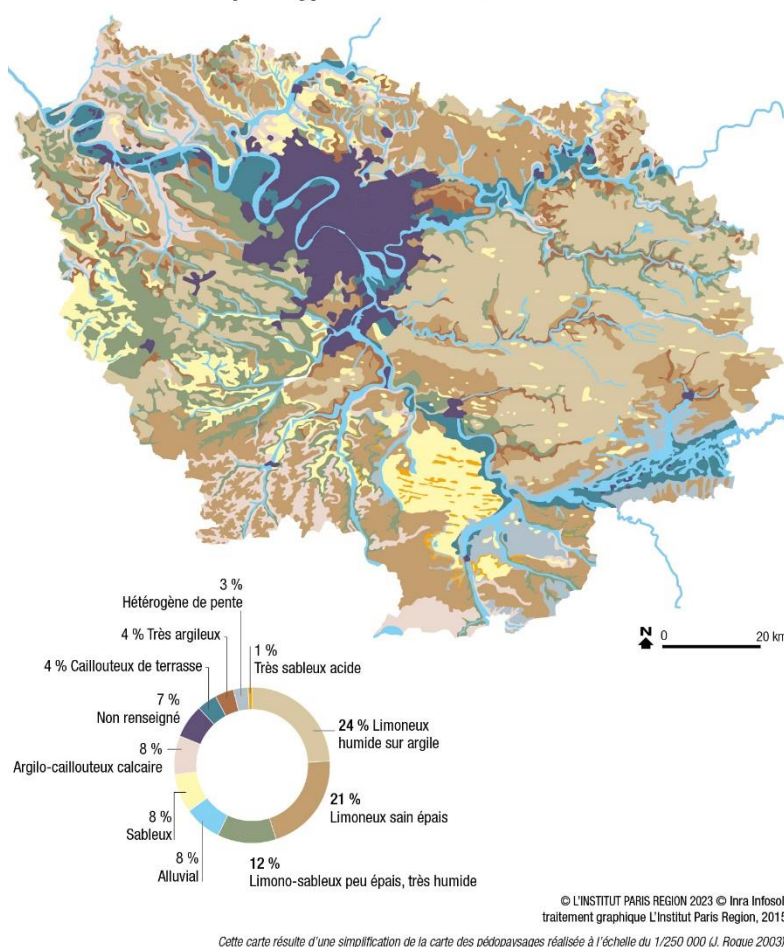 N 0 20 km
3 %
Hétérogène de pente
4 % Très argileux
1 %
Très sableux acide
4 % Caillouteux de terrasse
7 %
Non renseigné
24 % Limoneux
humide sur argile
8 %
Argilo-caillouteux calcaire
21 %
Limoneux sain épais
8 %
Sableux
8 %
Alluvial
12 %
Limono-sableux peu épais, très humide
© L'INSTITUT PARIS REGION 2023 © Inra Infosol
traitement graphique L'Institut Paris Region, 2015
Cette carte résulte d'une simplification de la carte des pédopaysages réalisée à l'échelle du 1/250 000 (J. Roque 2003)